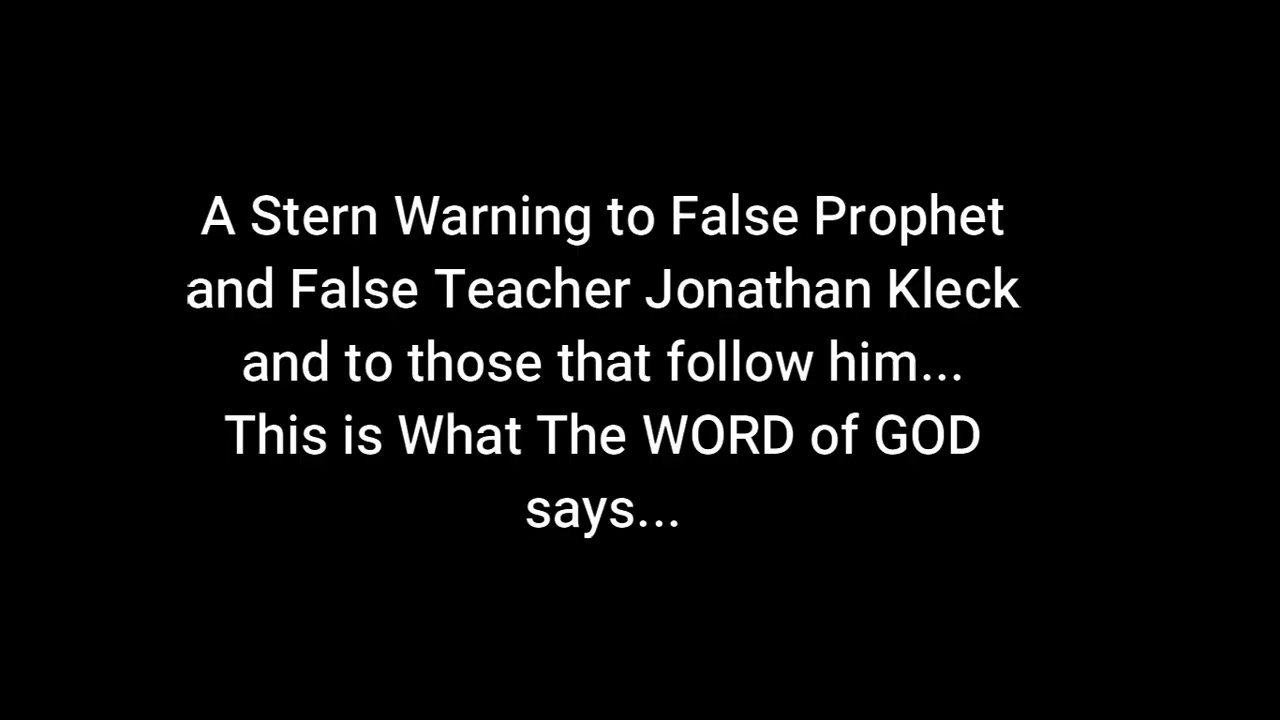 A Stern Warning to False Prophet
and False Teacher Jonathan Kleck
and to those that follow him...
This is What The WORD of GOD
says...